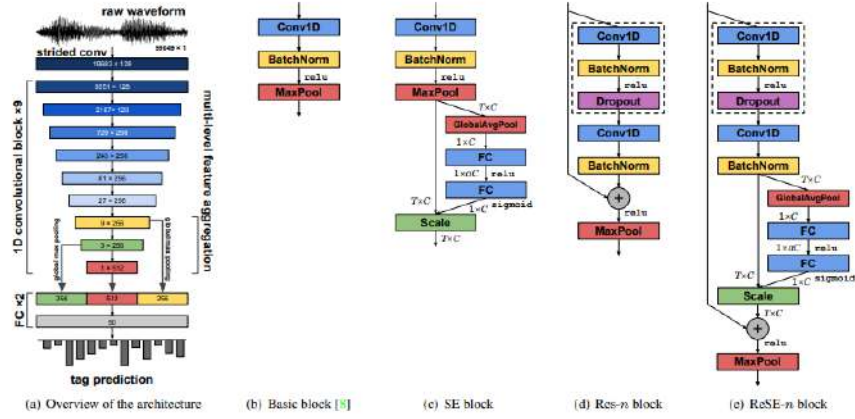 raw waveform
59049 × 1
strided conv
19683 × 128
6561 × 128
2187 × 128
729 × 256
243 × 256
81 × 256
27 × 256
9 × 256
3 × 256
1 × 512
1D convolutional block ×9
multi-level feature aggregation
global max pooling
global max pooling
256
512
256
FC ×2
50
tag prediction
(a) Overview of the architecture
Conv1D
BatchNorm
relu
MaxPool
(b) Basic block [8]
Conv1D
BatchNorm
relu
MaxPool
T×C
GlobalAvgPool
1×C
FC
1×αC
relu
FC
T×C
1×C
sigmoid
Scale
T×C
(c) SE block
Conv1D
BatchNorm
relu
Dropout
Conv1D
BatchNorm
+
relu
MaxPool
(d) Res-n block
Conv1D
BatchNorm
relu
Dropout
Conv1D
BatchNorm
T×C
GlobalAvgPool
1×C
FC
1×αC
relu
FC
T×C
1×C
sigmoid
Scale
T×C
+
relu
MaxPool
(e) ReSE-n block